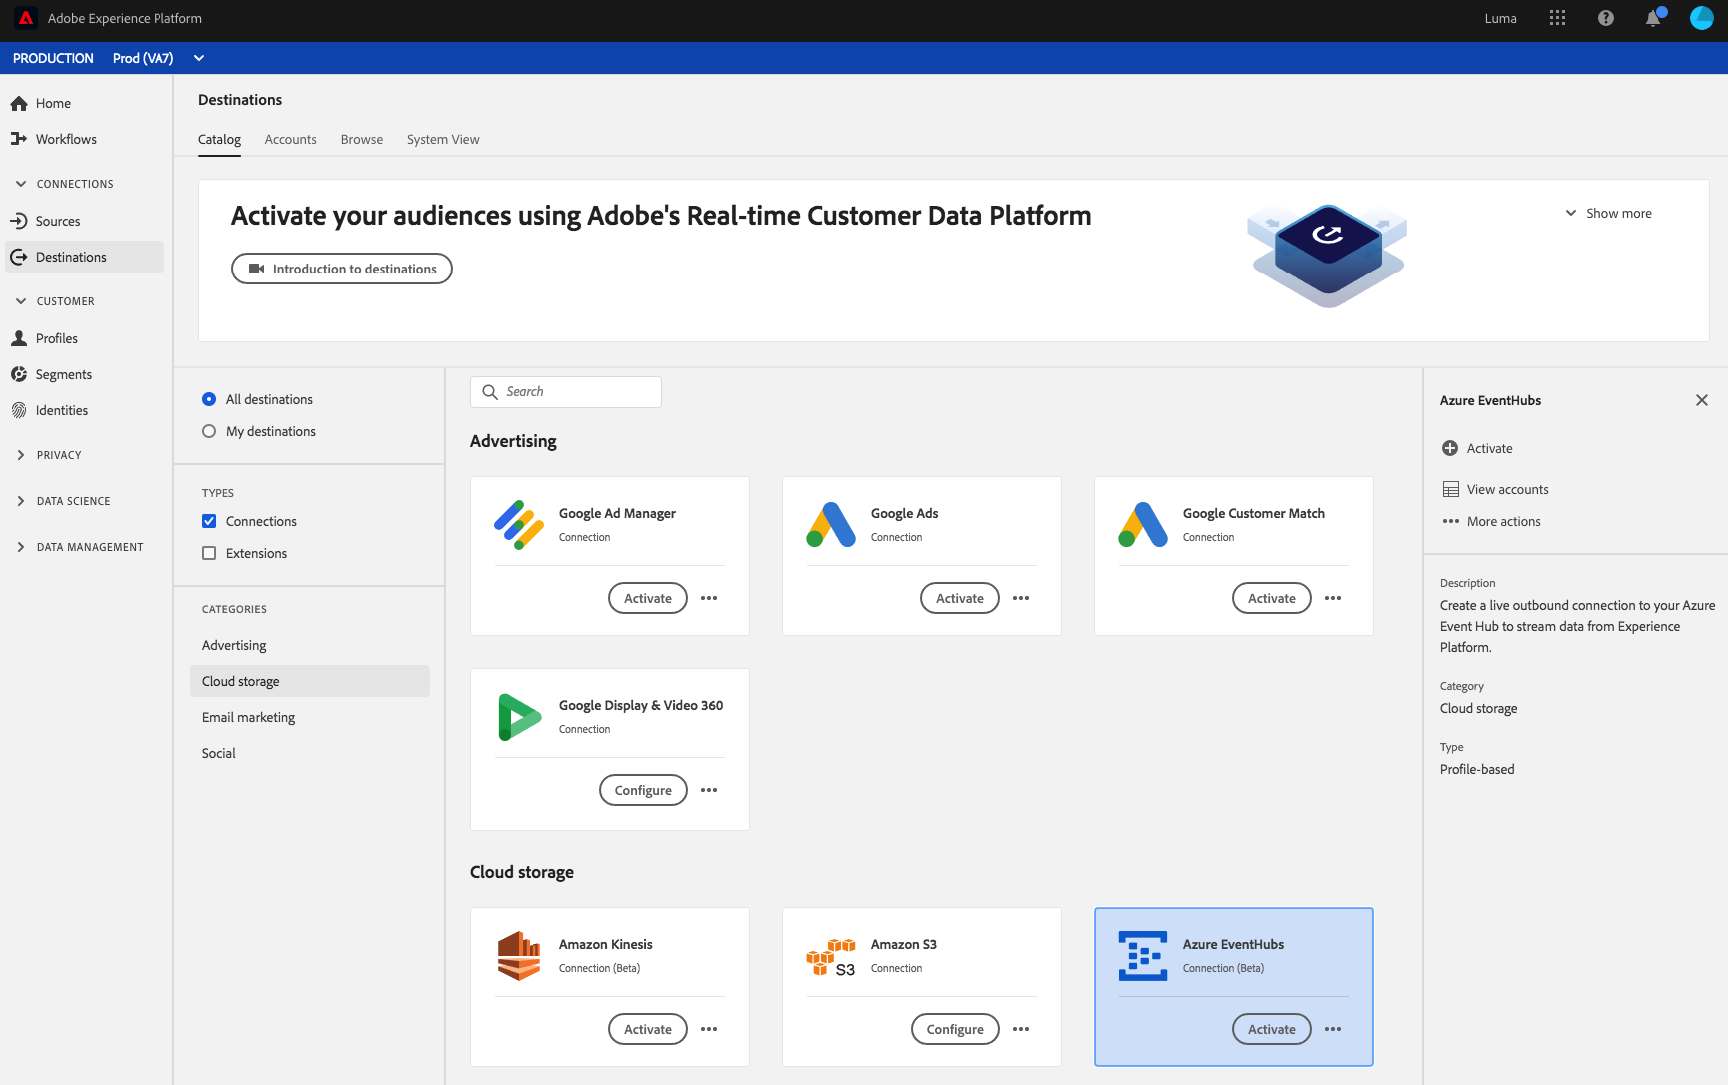 Adobe Experience Platform
Luma
PRODUCTION Prod (VA7)
Home
Workflows
CONNECTIONS
Sources
Destinations
CUSTOMER
Profiles
Segments
Identities
PRIVACY
DATA SCIENCE
DATA MANAGEMENT
Destinations
Catalog Accounts Browse System View
Activate your audiences using Adobe's Real-time Customer Data Platform
Introduction to destinations
Show more
All destinations
My destinations
TYPES
Connections
Extensions
CATEGORIES
Advertising
Cloud storage
Email marketing
Social
Search
Advertising
Google Ad Manager
Connection
Activate
Google Ads
Connection
Activate
Google Customer Match
Connection
Activate
Google Display & Video 360
Connection
Configure
Cloud storage
Amazon Kinesis
Connection (Beta)
Activate
S3
Amazon S3
Connection
Configure
Azure EventHubs
Connection (Beta)
Activate
Azure EventHubs
Activate
View accounts
More actions
Description
Create a live outbound connection to your Azure
Event Hub to stream data from Experience
Platform.
Category
Cloud storage
Type
Profile-based